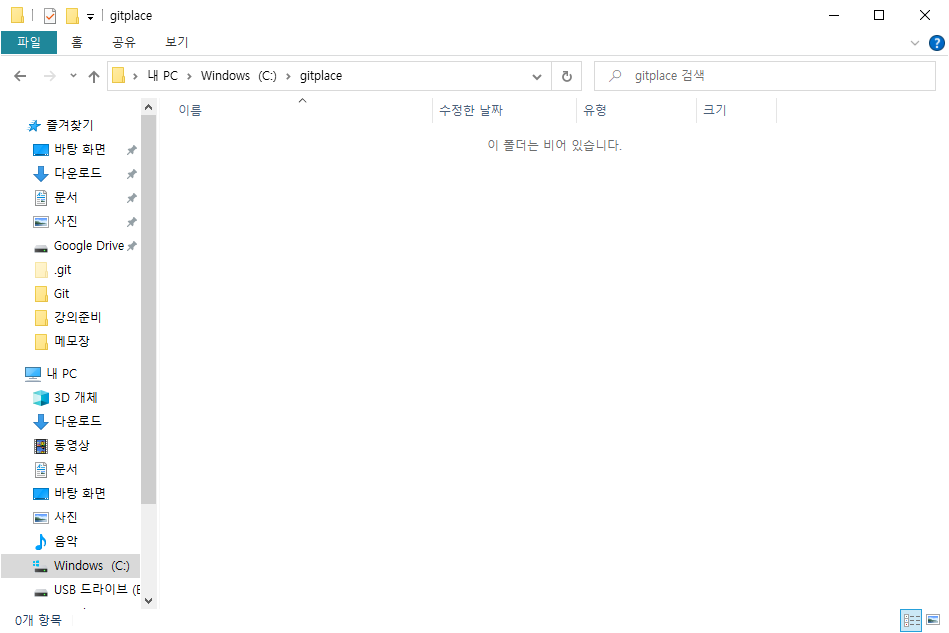 gitplace
파일 홈 공유 보기
내 PC Windows (C:) gitplace
gitplace 검색
이름 수정한 날짜 유형 크기
이 폴더는 비어 있습니다.
즐겨찾기
바탕 화면
다운로드
문서
사진
Google Drive
.git
Git
강의준비
메모장
내 PC
3D 개체
다운로드
동영상
문서
바탕 화면
사진
음악
Windows (C:)
USB 드라이브 (E
0개 항목